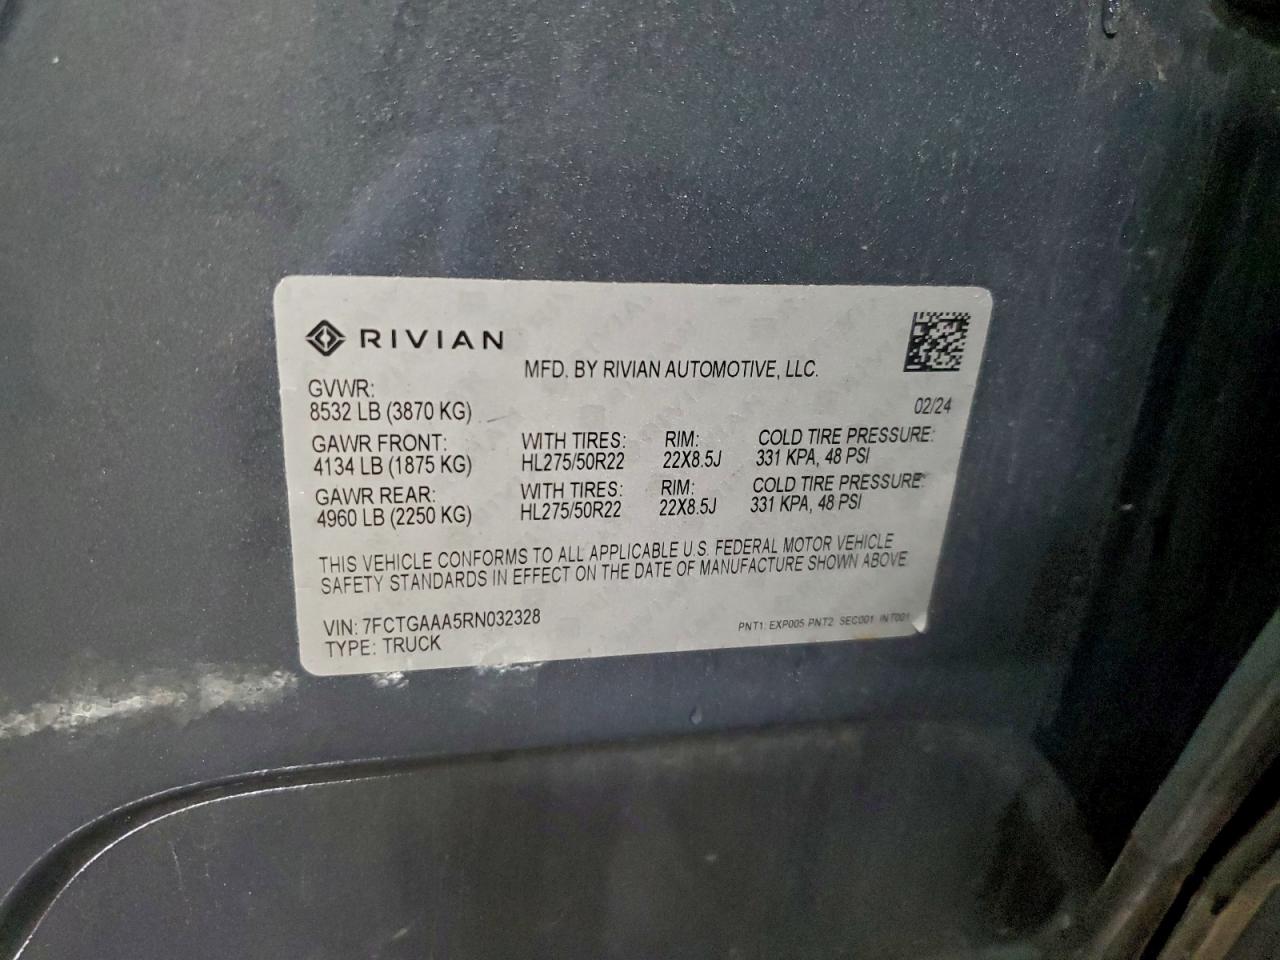 RIVIAN
MFD. BY RIVIAN AUTOMOTIVE, LLC.
GVWR:
8532 LB (3870 KG)
02/24
GAWR FRONT: WITH TIRES: RIM: COLD TIRE PRESSURE:
4134 LB (1875 KG) HL275/50R22 22X8.5J 331 KPA, 48 PSI
GAWR REAR: WITH TIRES: RIM: COLD TIRE PRESSURE:
4960 LB (2250 KG) HL275/50R22 22X8.5J 331 KPA, 48 PSI
THIS VEHICLE CONFORMS TO ALL APPLICABLE U.S. FEDERAL MOTOR VEHICLE
SAFETY STANDARDS IN EFFECT ON THE DATE OF MANUFACTURE SHOWN ABOVE.
VIN: 7FCTGAAA5RN032328
PNT1: EXP005 PNT2: SEC001 INT001
TYPE: TRUCK